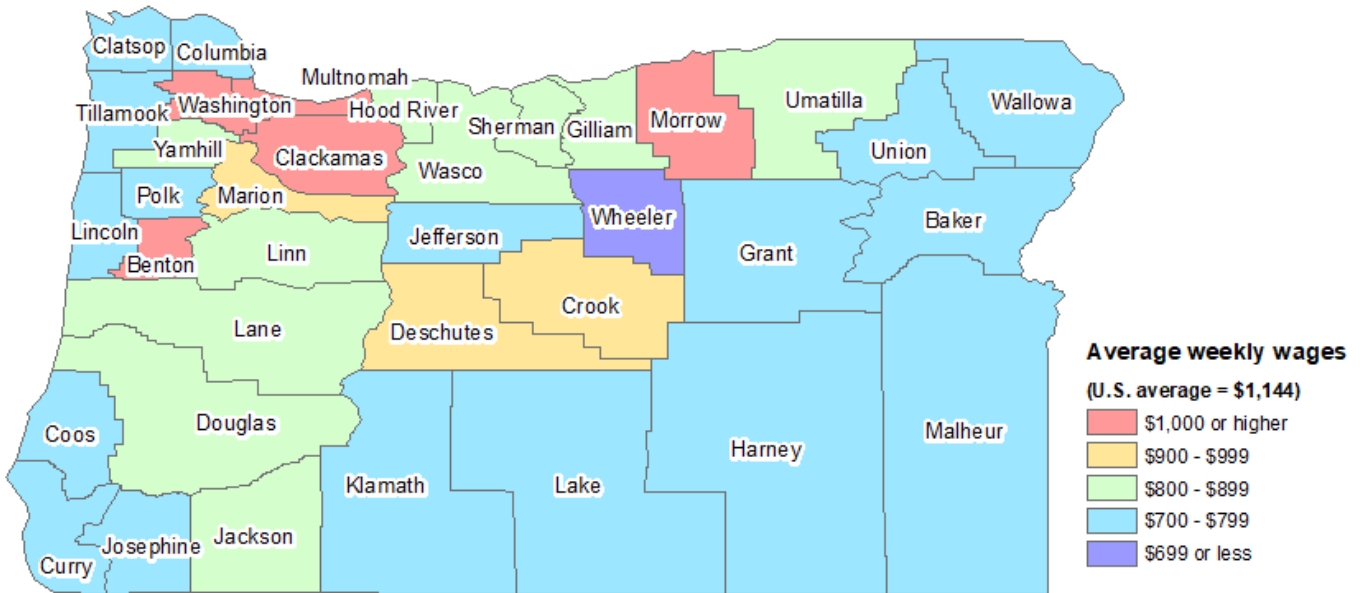 Clatsop
Columbia
Multnomah
Tillamook
Washington
Hood River
Sherman
Gilliam
Morrow
Umatilla
Wallowa
Yamhill
Clackamas
Wasco
Union
Polk
Marion
Wheeler
Baker
Lincoln
Jefferson
Linn
Grant
Benton
Crook
Lane
Deschutes
Douglas
Coos
Harney
Malheur
Klamath
Lake
Jackson
Josephine
Curry
Average weekly wages
(U.S. average = $1,144)
$1,000 or higher
$900 - $999
$800 - $899
$700 - $799
$699 or less